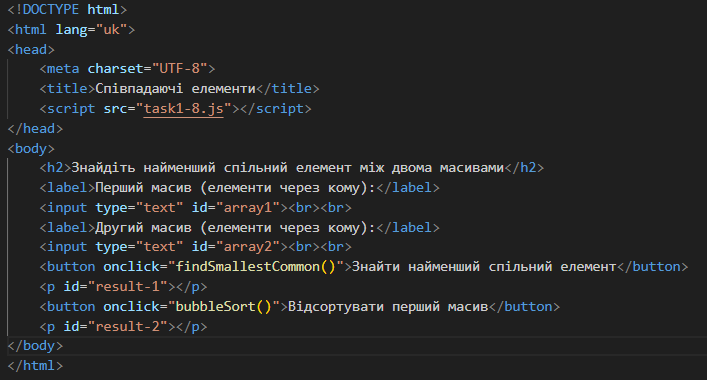 <!DOCTYPE html>
<html lang="uk">
<head>
    <meta charset="UTF-8">
    <title>Співпадаючі елементи</title>
    <script src="task1-8.js"></script>
</head>
<body>
    <h2>Знайдіть найменший спільний елемент між двома масивами</h2>
    <label>Перший масив (елементи через кому):</label>
    <input type="text" id="array1"><br><br>
    <label>Другий масив (елементи через кому):</label>
    <input type="text" id="array2"><br><br>
    <button onclick="findSmallestCommon()">Знайти найменший спільний елемент</button>
    <p id="result-1"></p>
    <button onclick="bubbleSort()">Відсортувати перший масив</button>
    <p id="result-2"></p>
</body>
</html>